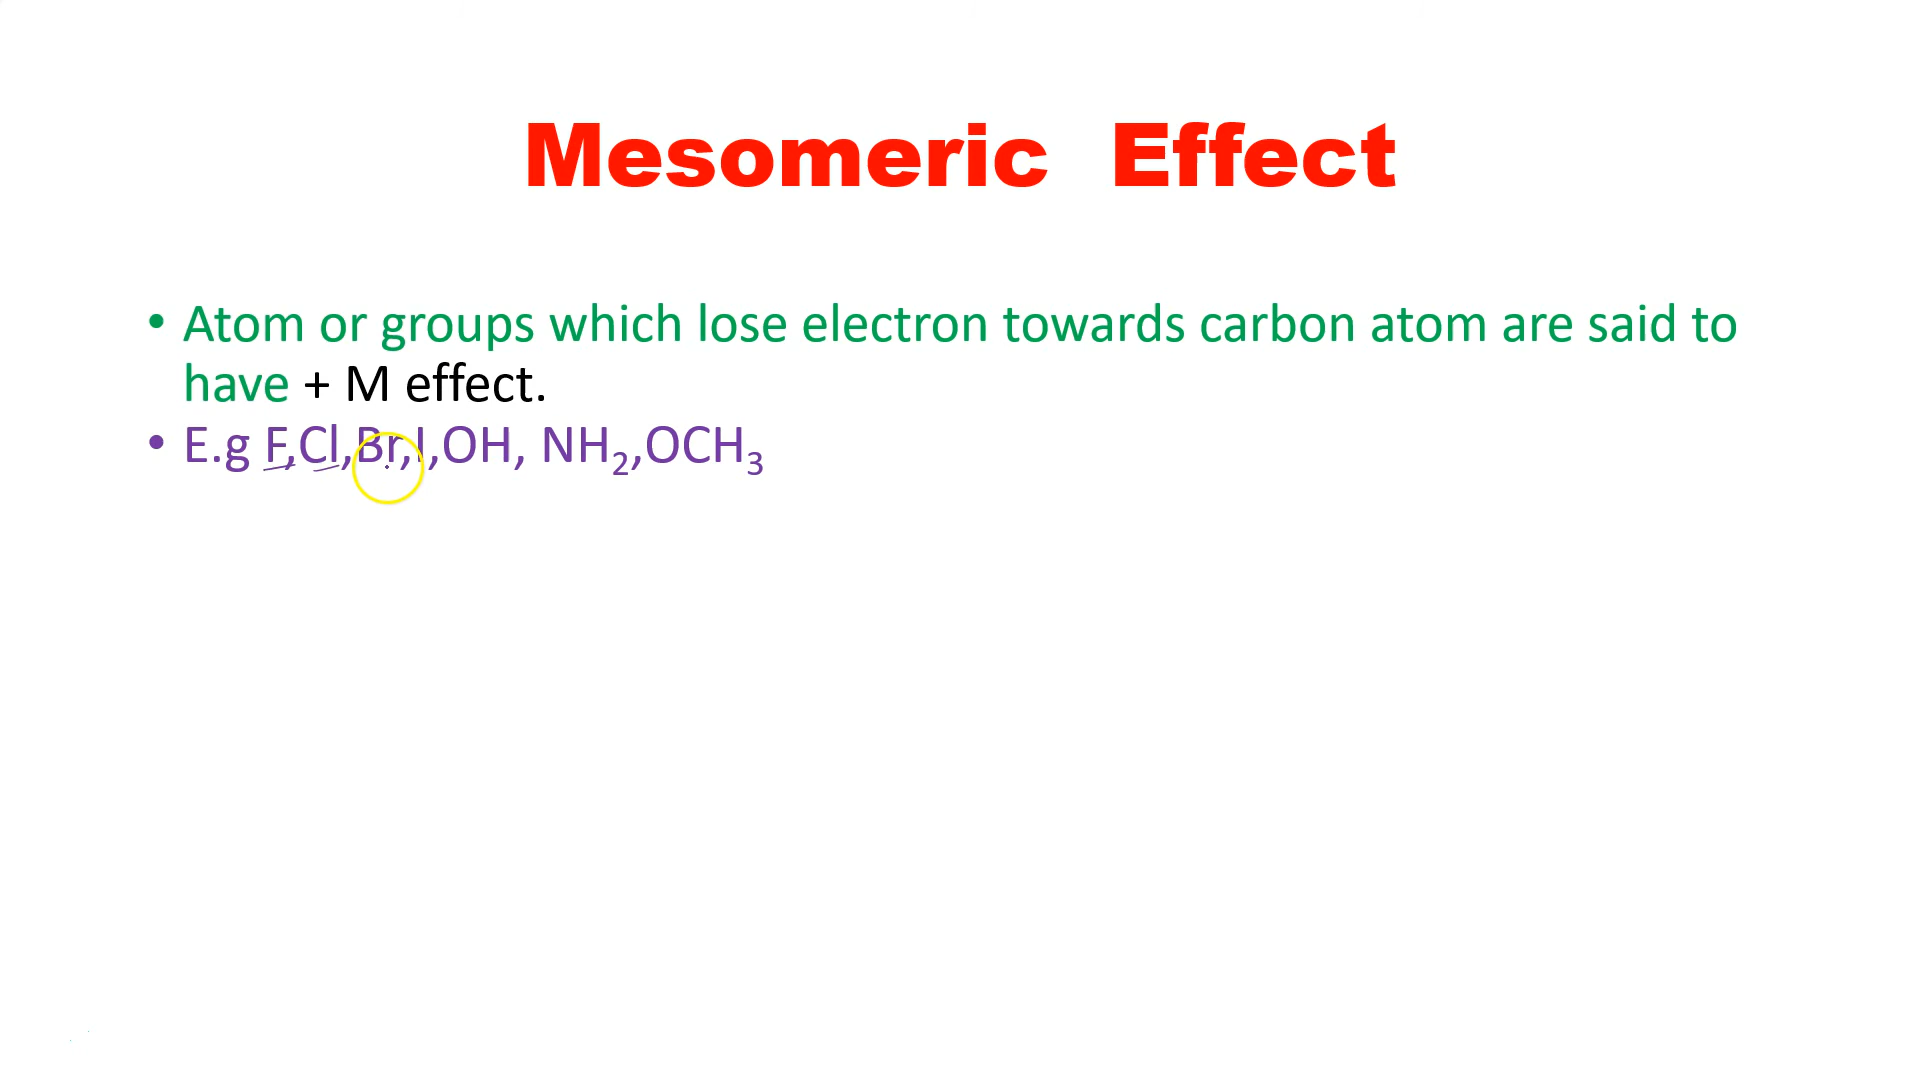 Mesomeric Effect
• Atom or groups which lose electron towards carbon atom are said to
have + M effect.
• E.g F,Cl,Br,I,OH, NH₂,OCH₃